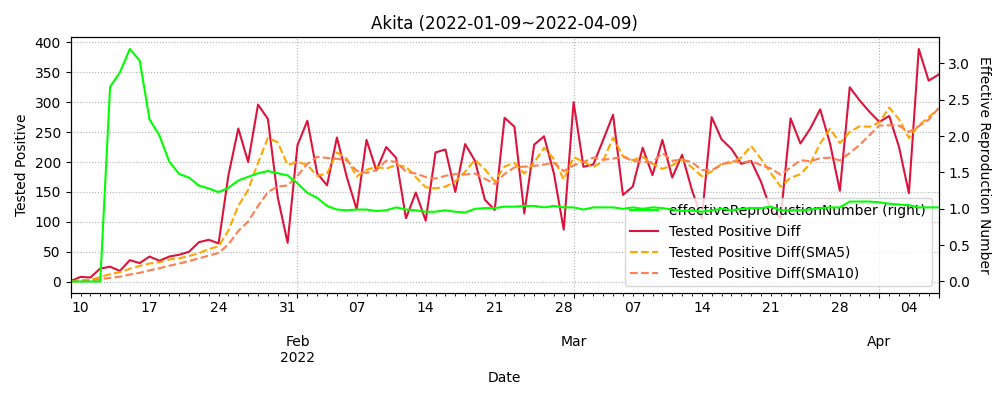 Akita (2022-01-09~2022-04-09)
Tested Positive
400
350
300
250
200
150
100
50
0
3.0
2.5
2.0
1.5
1.0
0.5
0.0
Effective Reproduction Number
effectiveReproductionNumber (right)
Tested Positive Diff
Tested Positive Diff(SMA5)
Tested Positive Diff(SMA10)
10 17 24 31 07 14 21 28 07 14 21 28 04
Feb Mar Apr
2022
Date